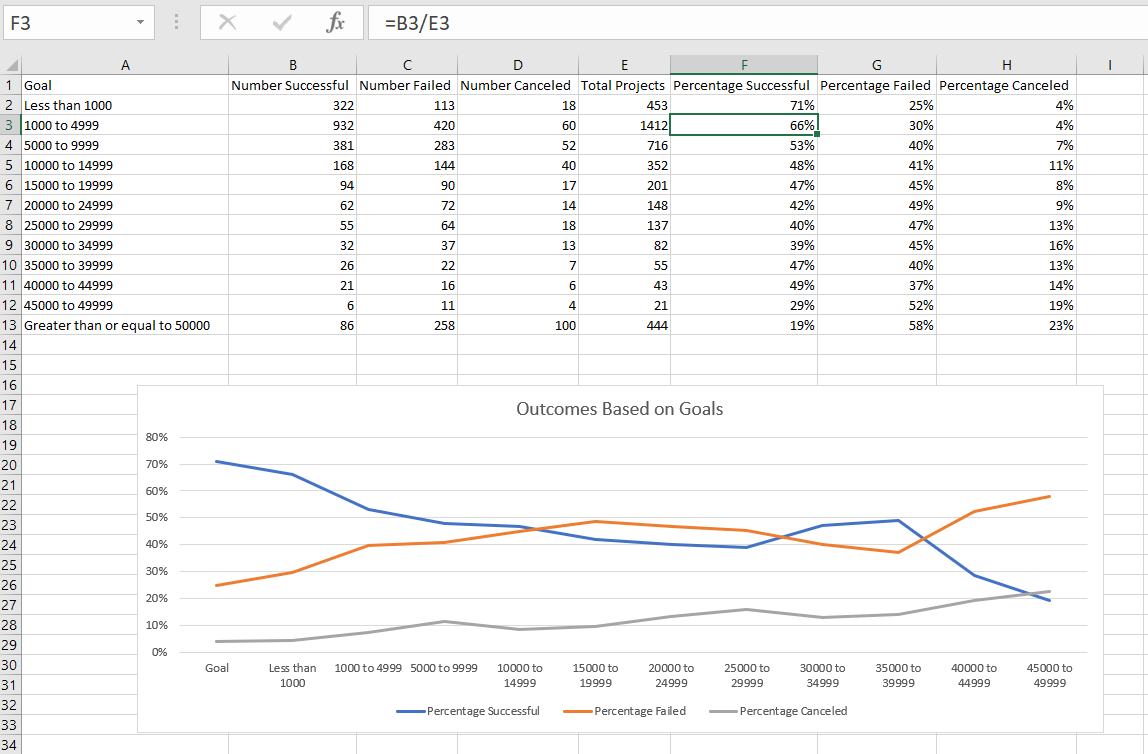 F3 fx =B3/E3
A B C D E F G H I
1 Goal Number Successful Number Failed Number Canceled Total Projects Percentage Successful Percentage Failed Percentage Canceled
2 Less than 1000 322 113 18 453 71% 25% 4%
3 1000 to 4999 932 420 60 1412 66% 30% 4%
4 5000 to 9999 381 283 52 716 53% 40% 7%
5 10000 to 14999 168 144 40 352 48% 41% 11%
6 15000 to 19999 94 90 17 201 47% 45% 8%
7 20000 to 24999 62 72 14 148 42% 49% 9%
8 25000 to 29999 55 64 18 137 40% 47% 13%
9 30000 to 34999 32 37 13 82 39% 45% 16%
10 35000 to 39999 26 22 7 55 47% 40% 13%
11 40000 to 44999 21 16 6 43 49% 37% 14%
12 45000 to 49999 6 11 4 21 29% 52% 19%
13 Greater than or equal to 50000 86 258 100 444 19% 58% 23%
14
15
16
17
18
19
20
21
22
23
24
25
26
27
28
29
30
31
32
33
34
Outcomes Based on Goals
80%
70%
60%
50%
40%
30%
20%
10%
0%
Goal Less than 1000 to 4999 5000 to 9999 10000 to 15000 to 20000 to 25000 to 30000 to 35000 to 40000 to 45000 to
1000 14999 19999 24999 29999 34999 39999 44999 49999
Percentage Successful Percentage Failed Percentage Canceled